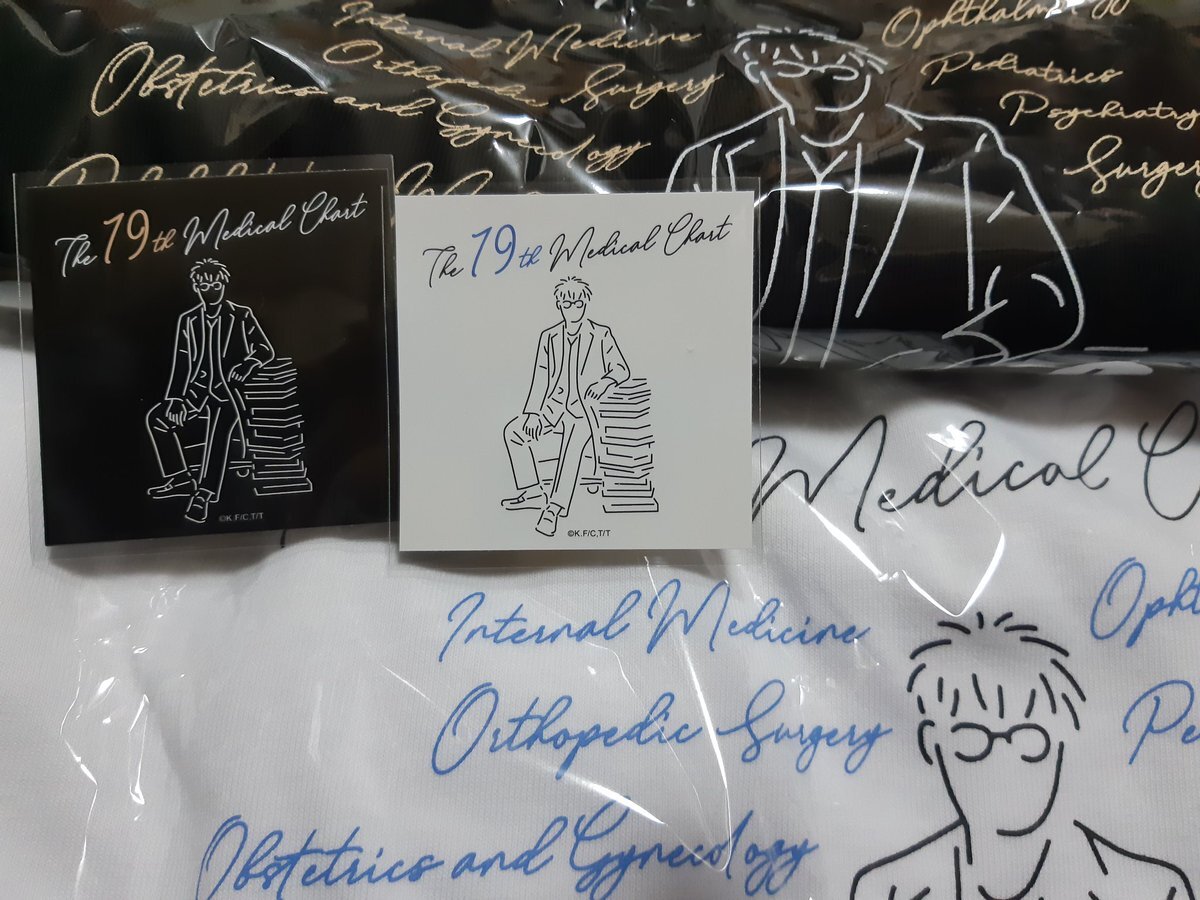 Internal Medicine
Orthopedic Surgery
Obstetrics and Gynecology
Pediatrics
Psychiatry
Surgery
The 19th Medical Chart
©K.F/C,T/T
The 19th Medical Chart
©K.F/C,T/T
Medical
Internal Medicine
Orthopedic Surgery
Obstetrics and Gynecology